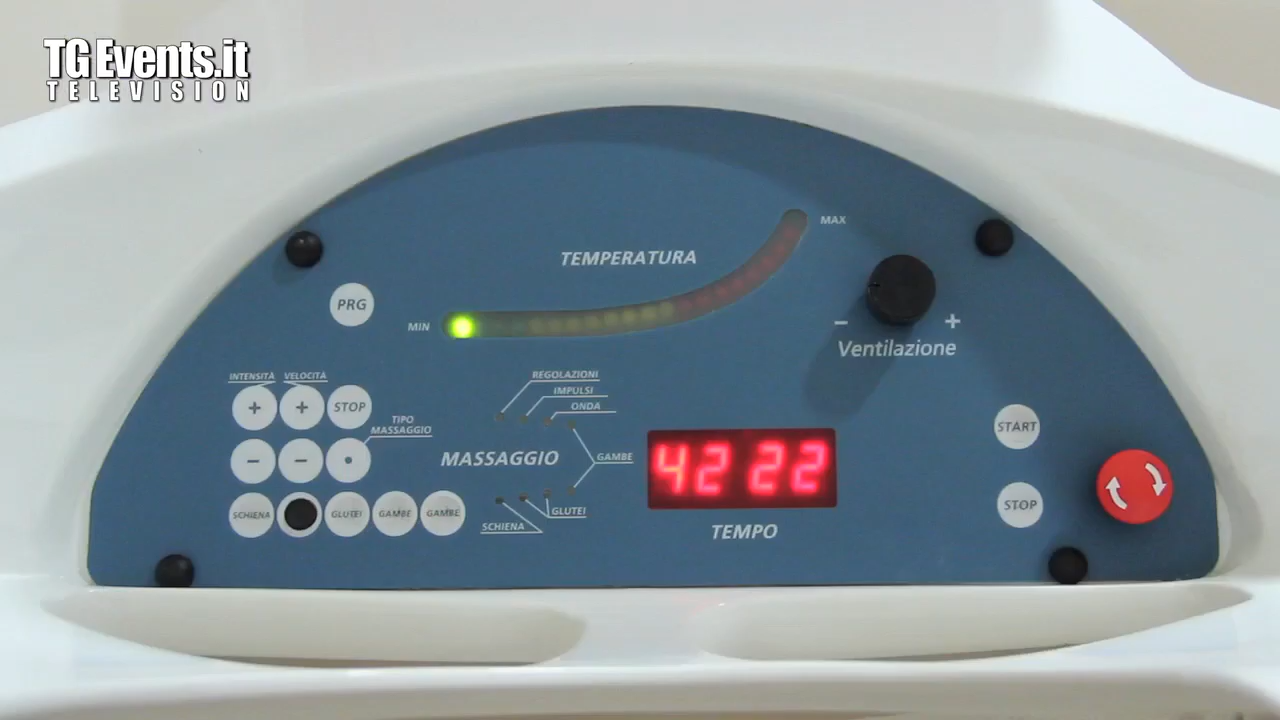 TG Events.it
TELEVISION
MAX
TEMPERATURA
PRG
MIN
- +
Ventilazione
INTENSITÀ VELOCITÀ
+ + STOP
TIPO
MASSAGGIO
- - •
SCHIENA GLUTEI GAMBE GAMBE
REGOLAZIONI
IMPULSI
ONDA
MASSAGGIO
GAMBE
GLUTEI
SCHIENA
42 22
TEMPO
START
STOP